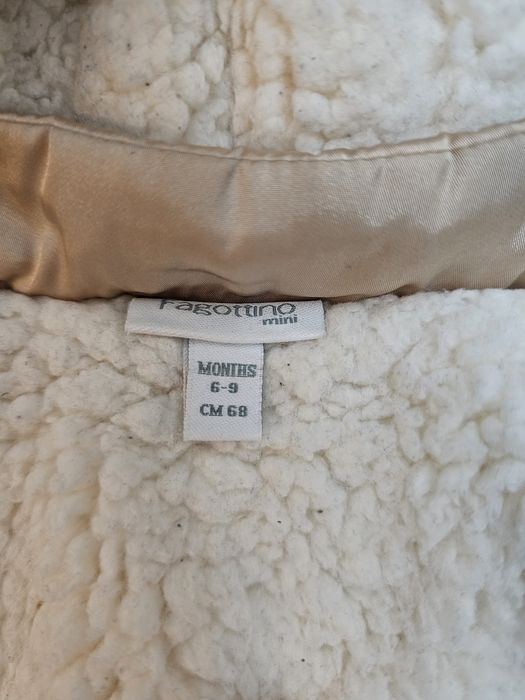 Fagottino
mini
MONTHS
6-9
CM 68